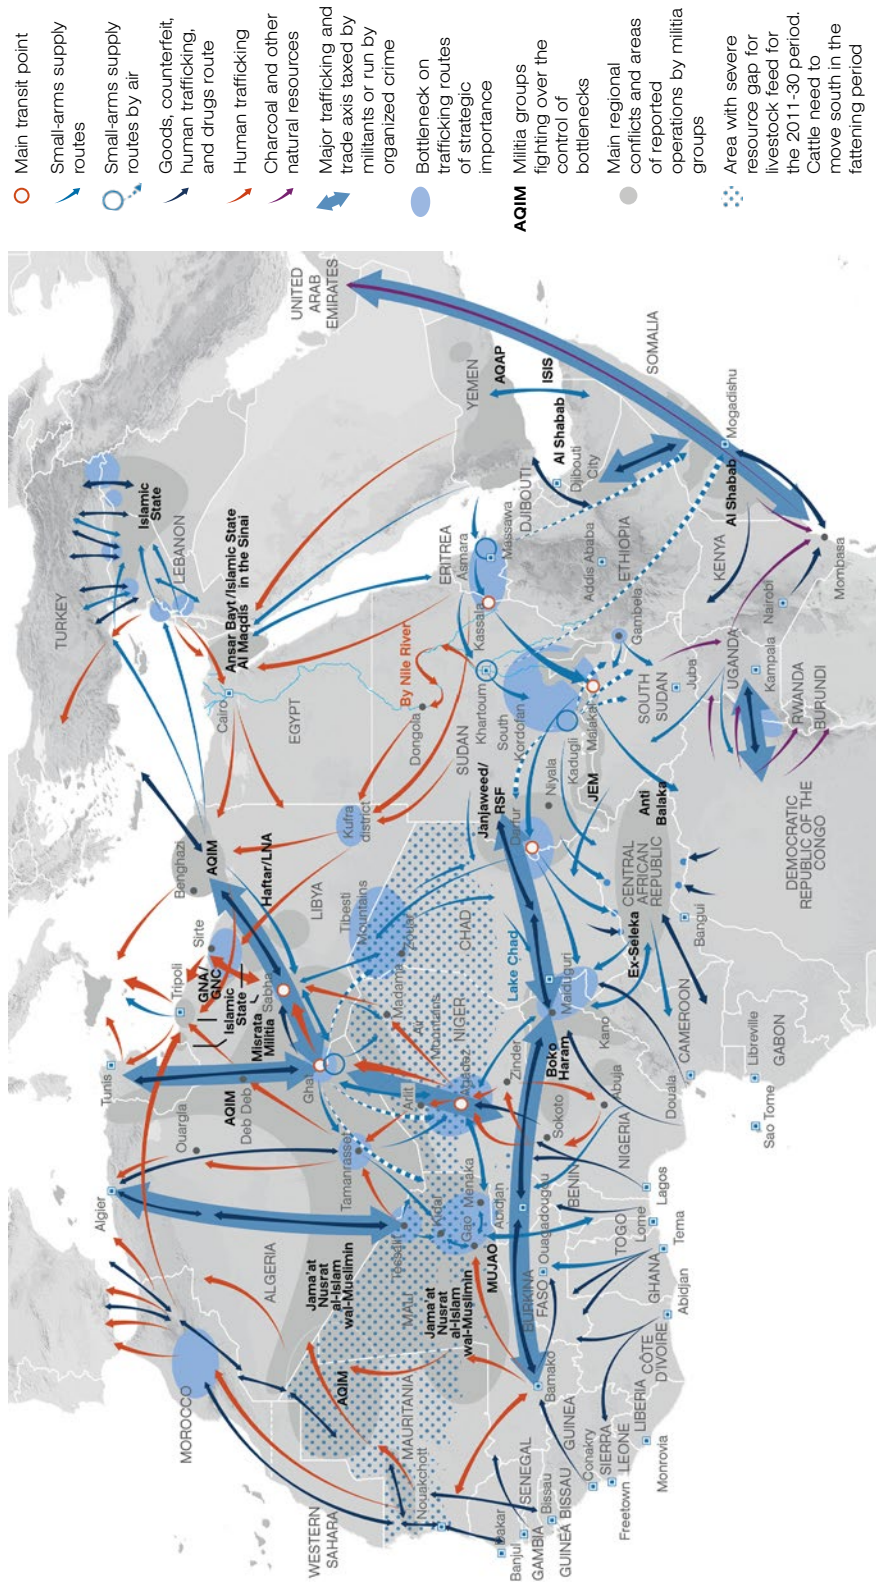 Main transit point
Small-arms supply
routes
Small-arms supply
routes by air
Goods, counterfeit,
human trafficking,
and drugs route
Human trafficking
Charcoal and other
natural resources
Major trafficking and
trade axis taxed by
militants or run by
organized crime
Bottleneck on
trafficking routes
of strategic
importance
AQIM
Militia groups
fighting over the
control of
bottlenecks
Main regional
conflicts and areas
of reported
operations by militia
groups
Area with severe
resource gap for
livestock feed for
the 2011-30 period.
Cattle need to
move south in the
fattening period
TURKEY
LEBANON
Islamic
State
UNITED
ARAB
EMIRATES
Ansar Bayt/Islamic State
Al Maqdis in the Sinai
Cairo
EGYPT
By Nile River
Dongola
SUDAN
Khartoum
South
Kordofan
Kadugli
Malakal
Kassala
ERITREA
Asmara
Massawa
YEMEN
AQAP
ISIS
Al Shabab
DJIBOUTI
Djibouti
City
Addis Ababa
ETHIOPIA
Gambela
SOMALIA
Mogadishu
Al Shabab
KENYA
Nairobi
Mombasa
SOUTH
SUDAN
Juba
UGANDA
Kampala
RWANDA
BURUNDI
DEMOCRATIC
REPUBLIC OF THE
CONGO
Benghazi
AQIM
Haftar/LNA
LIBYA
Kufra
district
Sirte
Tripoli
GNA/
GNC
Islamic
State
Misrata
Militia
Sabha
Tibesti
Mountains
Zouar
CHAD
Janjaweed/
RSF
Darfur
Niyala
JEM
Anti
Balaka
CENTRAL
AFRICAN
REPUBLIC
Ex-Seleka
Bangui
Lake Chad
Maiduguri
Madama
Air
Mountains
NIGER
Tunis
Ouargla
AQIM
Deb Deb
Ghat
Arlit
Agadez
Zinder
Boko
Haram
Kano
Sokoto
Abuja
NIGERIA
CAMEROON
Douala
Libreville
GABON
Sao Tome
Algier
ALGERIA
Tamanrasset
Tessalit
Kidal
Gao
Menaka
Abidjan
MUJAO
Jama'at
Nusrat
al-Islam
wal-Muslimin
MALI
Jama'at
Nusrat
al-Islam
wal-Muslimin
Ouagadougou
BURKINA
FASO
BENIN
TOGO
Lome
Lagos
GHANA
Tema
Abidjan
CÔTE
D'IVOIRE
LIBERIA
Monrovia
MOROCCO
WESTERN
SAHARA
AQIM
MAURITANIA
Nouakchott
Bamako
Dakar
SENEGAL
Banjul
GAMBIA
Bissau
GUINEA BISSAU
GUINEA
Conakry
SIERRA
LEONE
Freetown